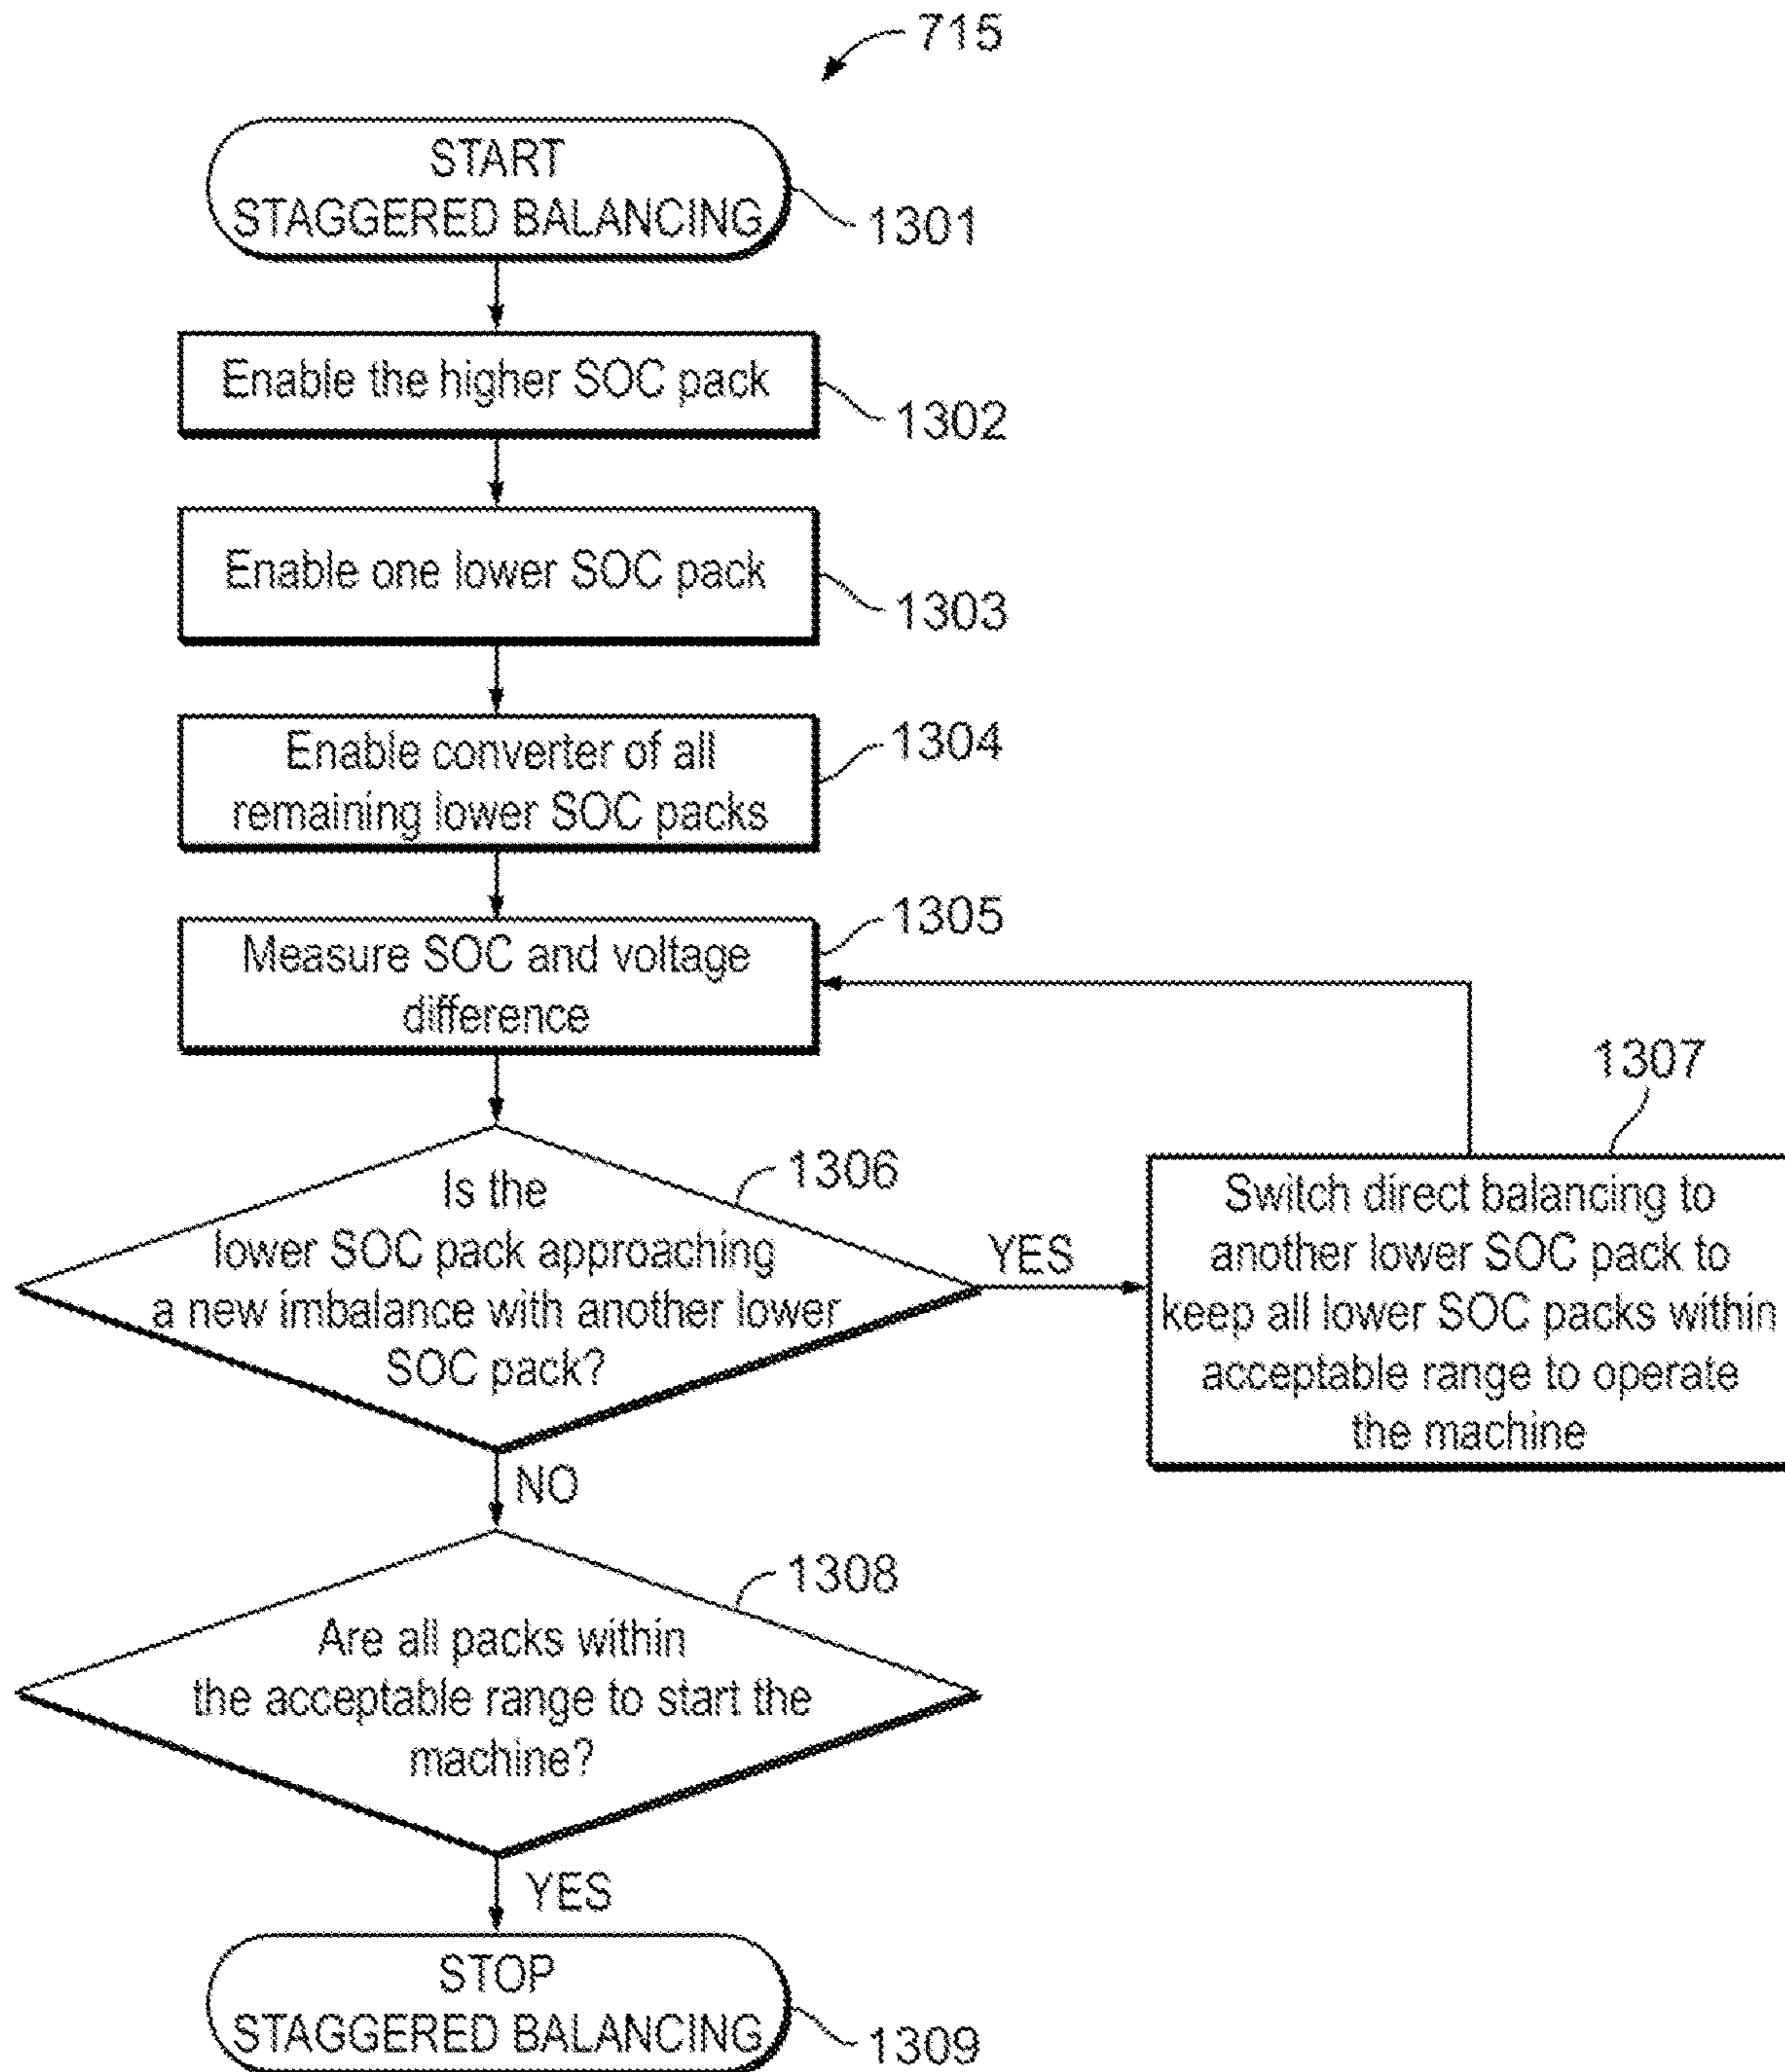 715
START
STAGGERED BALANCING
1301
Enable the higher SOC pack
1302
Enable one lower SOC pack
1303
Enable converter of all
remaining lower SOC packs
1304
Measure SOC and voltage
difference
1305
Is the
lower SOC pack approaching
a new imbalance with another lower
SOC pack?
1306
YES
1307
Switch direct balancing to
another lower SOC pack to
keep all lower SOC packs within
acceptable range to operate
the machine
NO
Are all packs within
the acceptable range to start the
machine?
1308
YES
STOP
STAGGERED BALANCING
1309